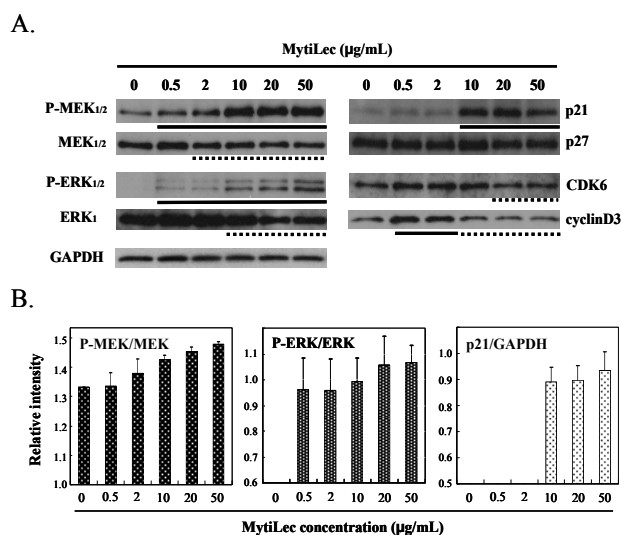 A.
MytiLec (µg/mL)
0 0.5 2 10 20 50 0 0.5 2 10 20 50
P-MEK1/2 p21
MEK1/2 p27
P-ERK1/2 CDK6
ERK1 cyclinD3
GAPDH
B.
P-MEK/MEK P-ERK/ERK p21/GAPDH
Relative intensity
1.5
1.4
1.3
1.2
1.1
1.0
1.1
1.0
0.9
0.8
0.7
0.6
1.1
1.0
0.9
0.8
0.7
0.6
0.5
0 0.5 2 10 20 50 0 0.5 2 10 20 50 0 0.5 2 10 20 50
MytiLec concentration (µg/mL)